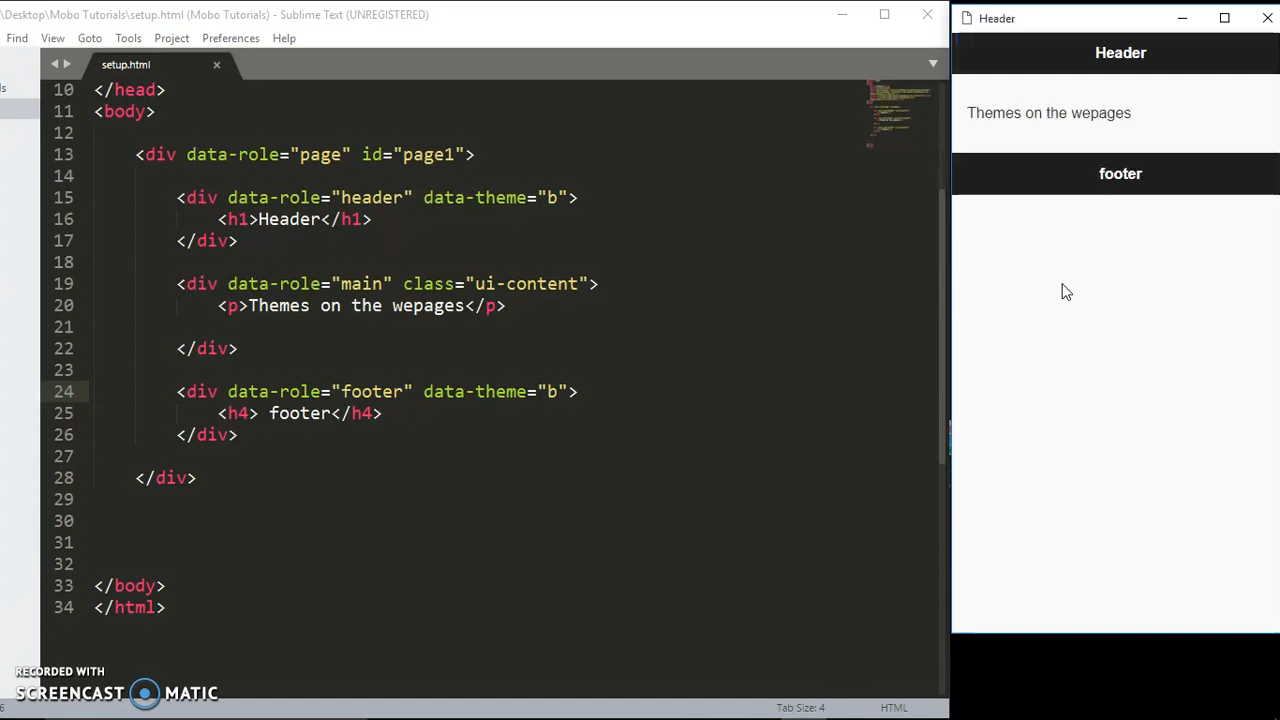 \Desktop\Mobo Tutorials\setup.html (Mobo Tutorials) - Sublime Text (UNREGISTERED)
Find View Goto Tools Project Preferences Help
setup.html
10 </head>
11 <body>
12
13 <div data-role="page" id="page1">
14
15 <div data-role="header" data-theme="b">
16 <h1>Header</h1>
17 </div>
18
19 <div data-role="main" class="ui-content">
20 <p>Themes on the wepages</p>
21
22 </div>
23
24 <div data-role="footer" data-theme="b">
25 <h4> footer</h4>
26 </div>
27
28 </div>
29
30
31
32
33 </body>
34 </html>
RECORDED WITH
SCREENCAST MATIC
Tab Size: 4 HTML
Header
Header
Themes on the wepages
footer